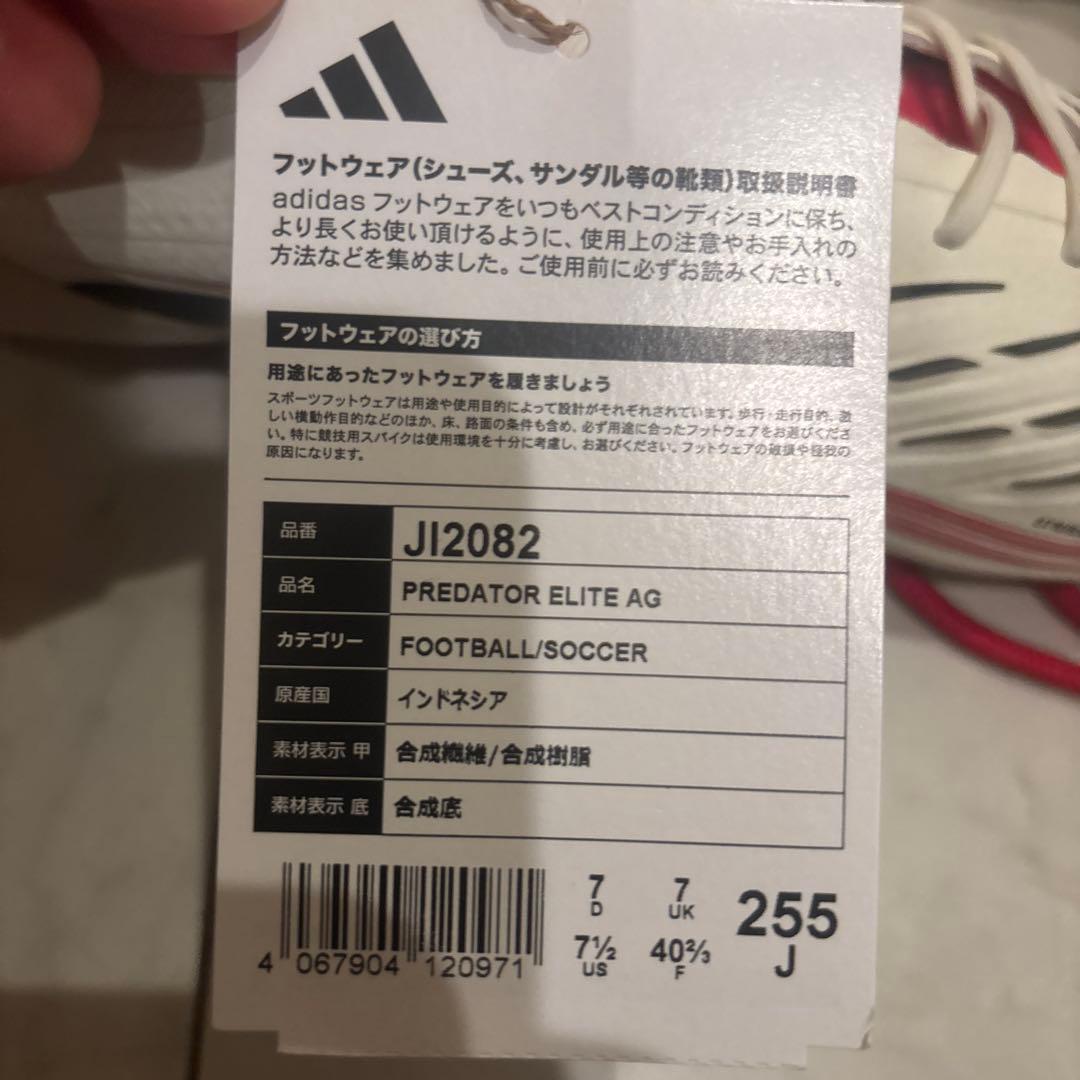 フットウェア(シューズ、サンダル等の靴類)取扱説明書
adidas フットウェアをいつもベストコンディションに保ち、
より長くお使い頂けるように、使用上の注意やお手入れの
方法などを集めました。ご使用前に必ずお読みください。
フットウェアの選び方
用途にあったフットウェアを履きましょう
スポーツフットウェアは用途や使用目的によって設計がそれぞれされています。歩行・走行目的、激
しい横動作目的などのほか、床、路面の条件も含め、必ず用途に合ったフットウェアをお選びくださ
い。特に競技用スパイクは使用環境を十分に考慮し、お選びください。フットウェアの破損や怪我の
原因になります。
品番 JI2082
品名 PREDATOR ELITE AG
カテゴリー FOOTBALL/SOCCER
原産国 インドネシア
素材表示 甲 合成繊維/合成樹脂
素材表示 底 合成底
7 D 7 UK 255 J
7½ US 40⅔ F
4 067904 120971